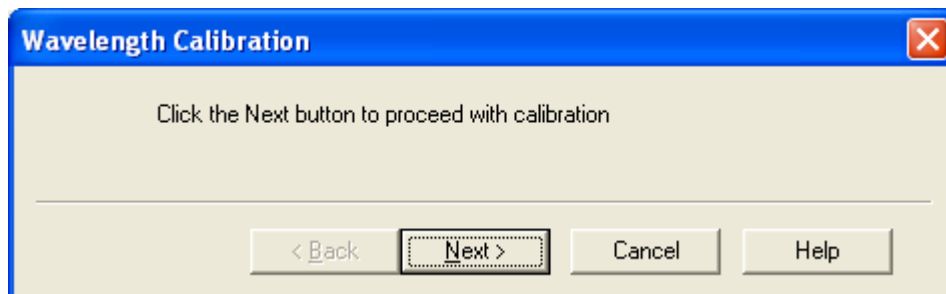 Wavelength Calibration
Click the Next button to proceed with calibration
< Back Next > Cancel Help